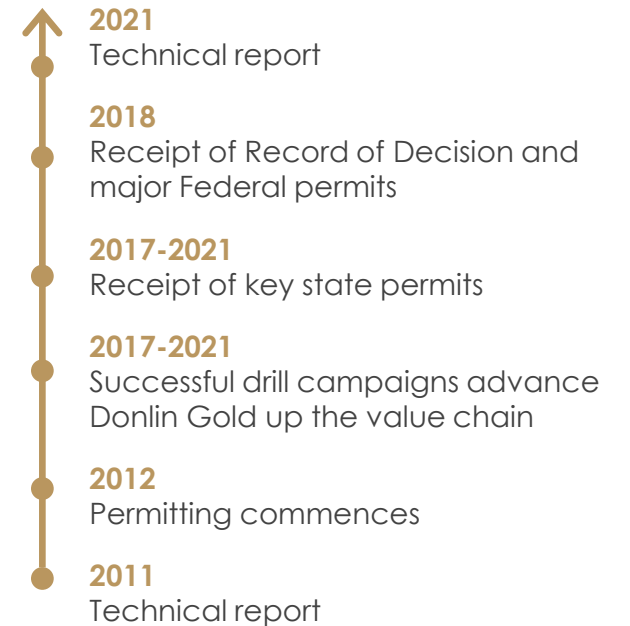 2021
Technical report
2018
Receipt of Record of Decision and
major Federal permits
2017-2021
Receipt of key state permits
2017-2021
Successful drill campaigns advance
Donlin Gold up the value chain
2012
Permitting commences
2011
Technical report